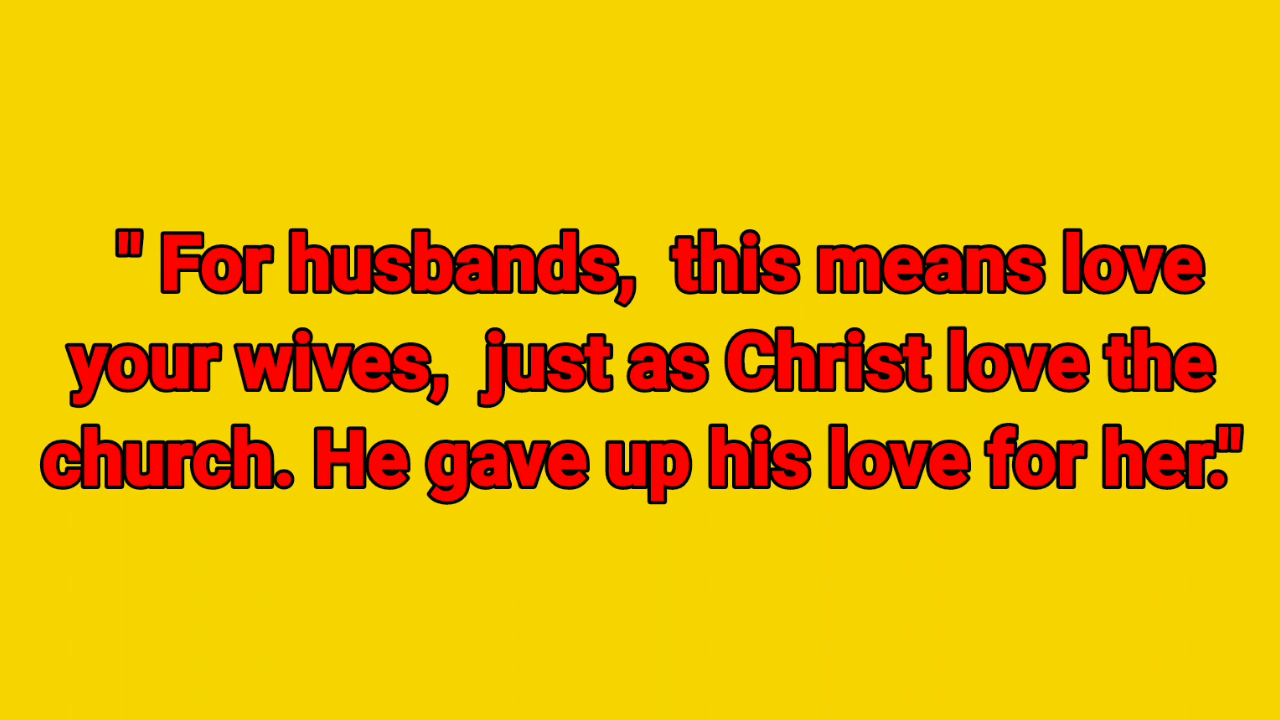 " For husbands,  this means love
your wives,  just as Christ love the
church. He gave up his love for her."